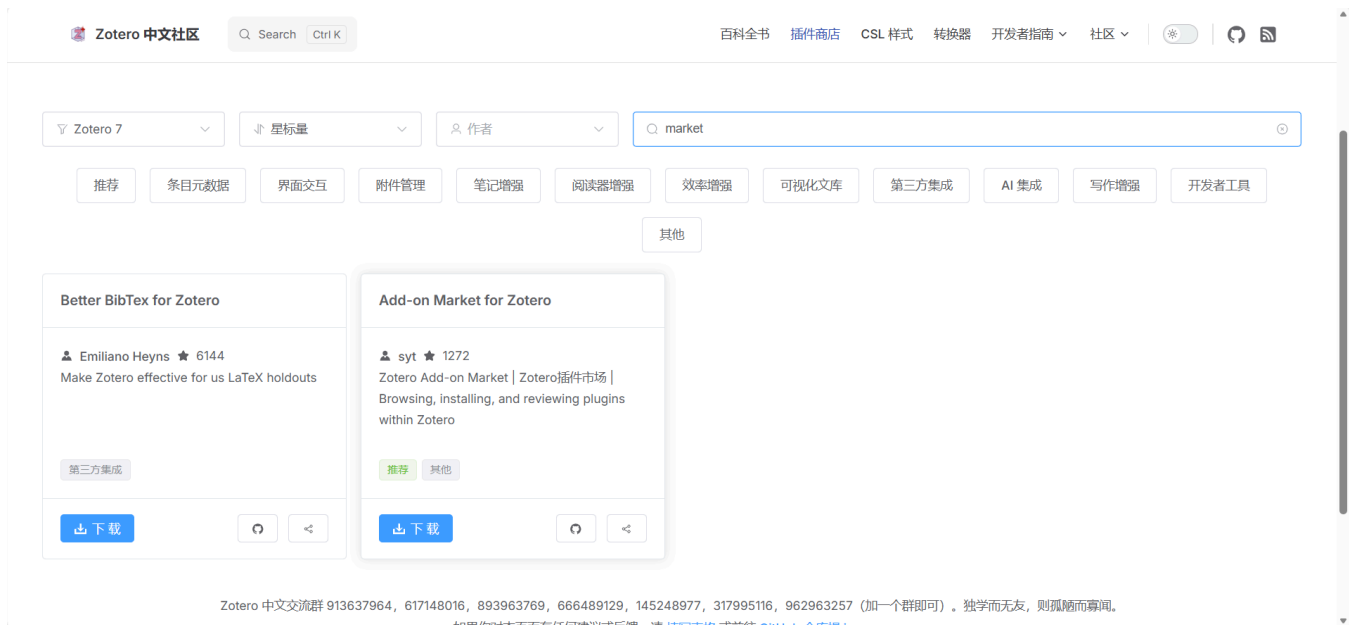 Zotero 中文社区 Search Ctrl K 百科全书 插件商店 CSL 样式 转换器 开发者指南 社区
Zotero 7 星标量 作者 market
推荐 条目元数据 界面交互 附件管理 笔记增强 阅读器增强 效率增强 可视化文库 第三方集成 AI 集成 写作增强 开发者工具
其他
Better BibTex for Zotero
Emiliano Heyns 6144
Make Zotero effective for us LaTeX holdouts
第三方集成
下载
Add-on Market for Zotero
syt 1272
Zotero Add-on Market | Zotero插件市场 |
Browsing, installing, and reviewing plugins
within Zotero
推荐 其他
下载
Zotero 中文交流群 913637964，617148016，893963769，666489129，145248977，317995116，962963257（加一个群即可）。独学而无友，则孤陋而寡闻。